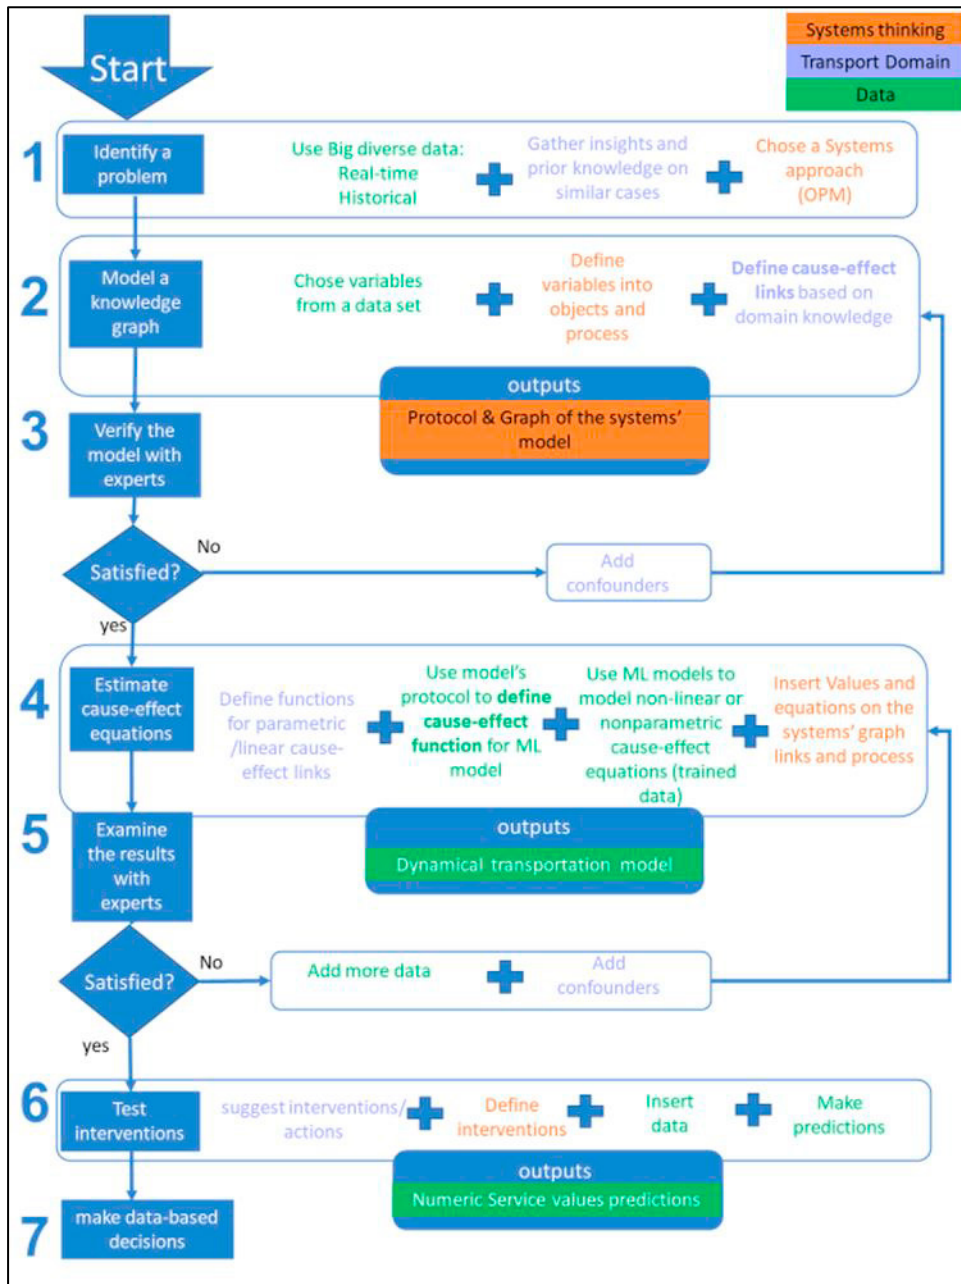 Start
Systems thinking
Transport Domain
Data
1
Identify a
problem
Use Big diverse data:
Real-time
Historical
Gather insights and
prior knowledge on
similar cases
Chose a Systems
approach
(OPM)
2
Model a
knowledge
graph
Chose variables
from a data set
Define
variables into
objects and
process
Define cause-effect
links based on
domain knowledge
outputs
Protocol & Graph of the systems'
model
3
Verify the
model with
experts
Satisfied?
No
Add
confounders
yes
4
Estimate
cause-effect
equations
Define functions
for parametric
/linear cause-
effect links
Use model's
protocol to define
cause-effect
function for ML
model
Use ML models to
model non-linear or
nonparametric
cause-effect
equations (trained
data)
Insert Values and
equations on the
systems' graph
links and process
5
Examine
the results
with
experts
outputs
Dynamical transportation model
Satisfied?
No
Add more data
Add
confounders
yes
6
Test
interventions
suggest interventions/
actions
Define
interventions
Insert
data
Make
predictions
outputs
Numeric Service values predictions
7
make data-based
decisions